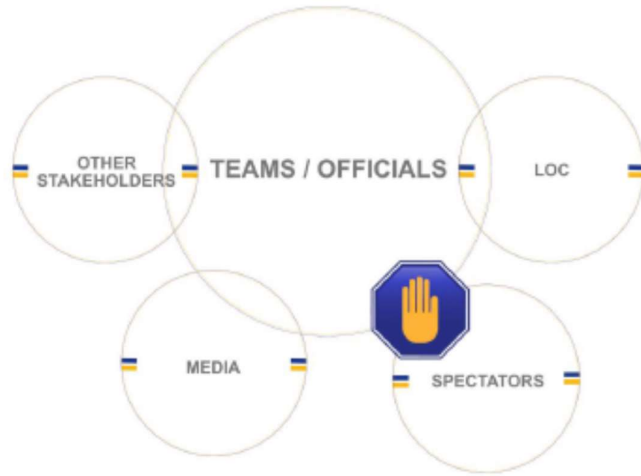 OTHER
STAKEHOLDERS
TEAMS / OFFICIALS
LOC
MEDIA
SPECTATORS